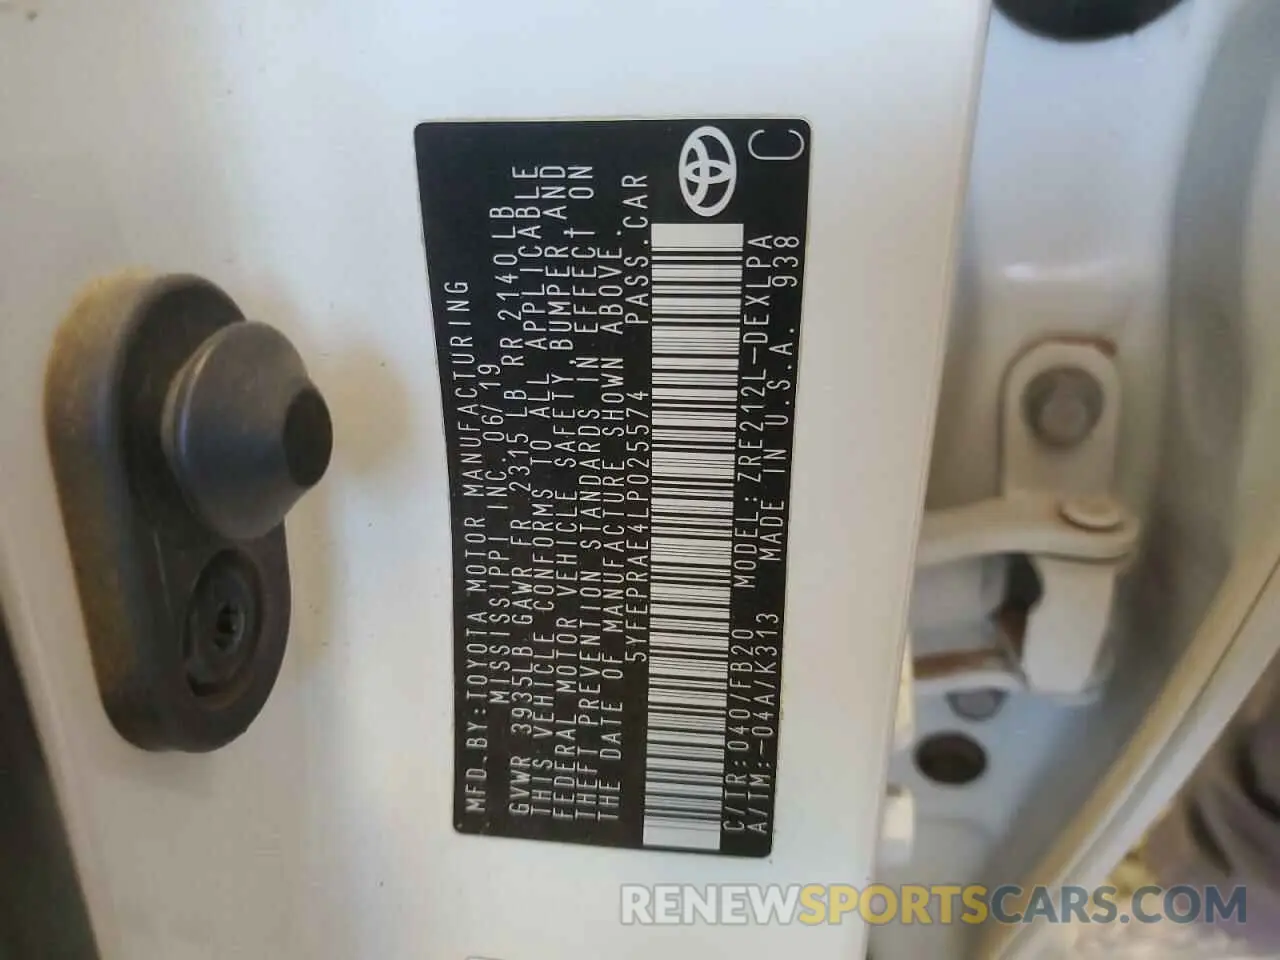 MFD.BY:TOYOTA MOTOR MANUFACTURING
MISSISSIPPI INC. 06/19
GVWR 3935LB GAWR FR 2315 LB RR 2140LB
THIS VEHICLE CONFORMS TO ALL APPLICABLE
FEDERAL MOTOR VEHICLE SAFETY, BUMPER, AND
THEFT PREVENTION STANDARDS IN EFFECT ON
THE DATE OF MANUFACTURE SHOWN ABOVE.
5YFEPRAE4LP025574 PASS.CAR
C/TR:040/FB20 MODEL:ZRE212L-DEXLPA
A/TM:-04A/K313 MADE IN U.S.A. 938
C
RENEWSPORTSCARS.COM